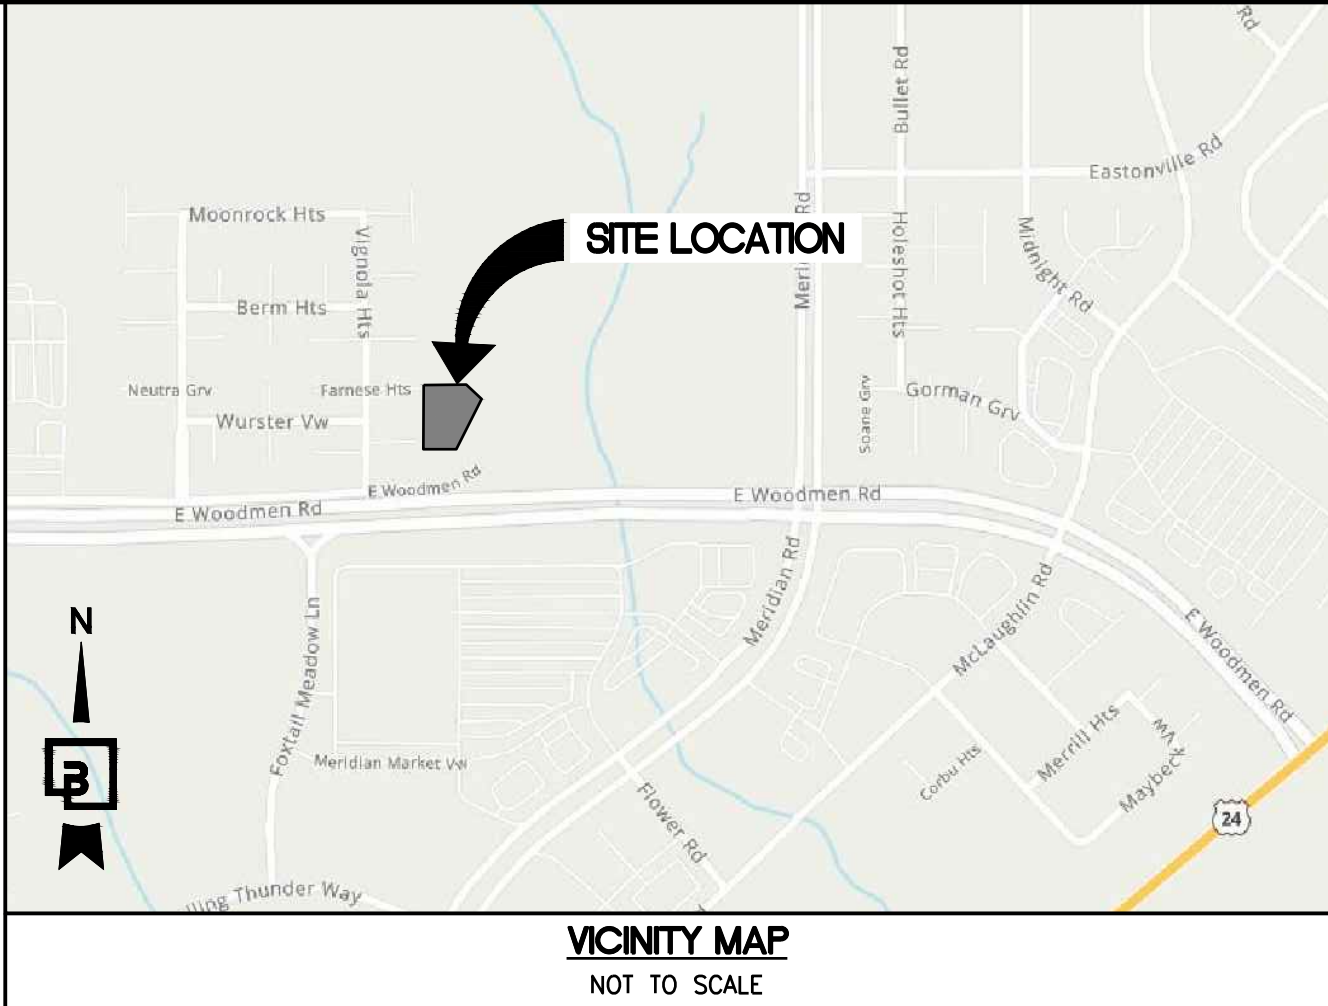 Rd
Bullet Rd
Eastonville Rd
Moonrock Hts
Vignola Hts
SITE LOCATION
Meri
Rd
Holeshot Hts
Midnight Rd
Berm Hts
Neutra Grv
Farnese Hts
Wurster Vw
Soane Grv
Gorman Grv
E Woodmen Rd
E Woodmen Rd
E Woodmen Rd
Meridian Rd
McLaughlin Rd
E Woodmen Rd
N
Foxtail Meadow Ln
Meridian Market Vw
B
Flower Rd
Corbu Hts
Merrill Hts
Maybeck Vw
24
lling Thunder Way
VICINITY MAP
NOT TO SCALE